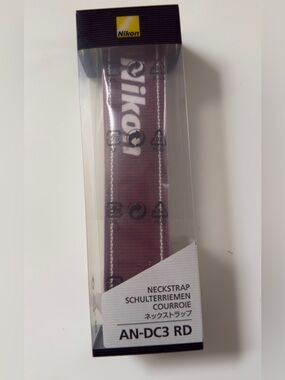 Nikon
Nikon
NECKSTRAP
SCHULTERRIEMEN
COURROIE
ネックストラップ
AN-DC3 RD